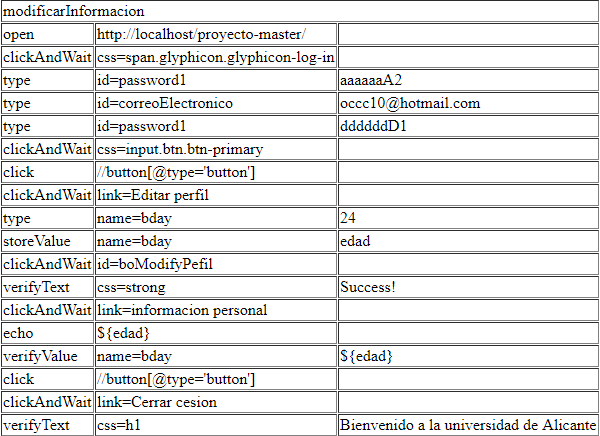 modificarInformacion
open http://localhost/proyecto-master/
clickAndWait css=span.glyphicon.glyphicon-log-in
type id=password1 aaaaaaA2
type id=correoElectronico occc10@hotmail.com
type id=password1 ddddddD1
clickAndWait css=input.btn.btn-primary
click //button[@type='button']
clickAndWait link=Editar perfil
type name=bday 24
storeValue name=bday edad
clickAndWait id=boModifyPefil
verifyText css=strong Success!
clickAndWait link=informacion personal
echo ${edad}
verifyValue name=bday ${edad}
click //button[@type='button']
clickAndWait link=Cerrar cesion
verifyText css=h1 Bienvenido a la universidad de Alicante